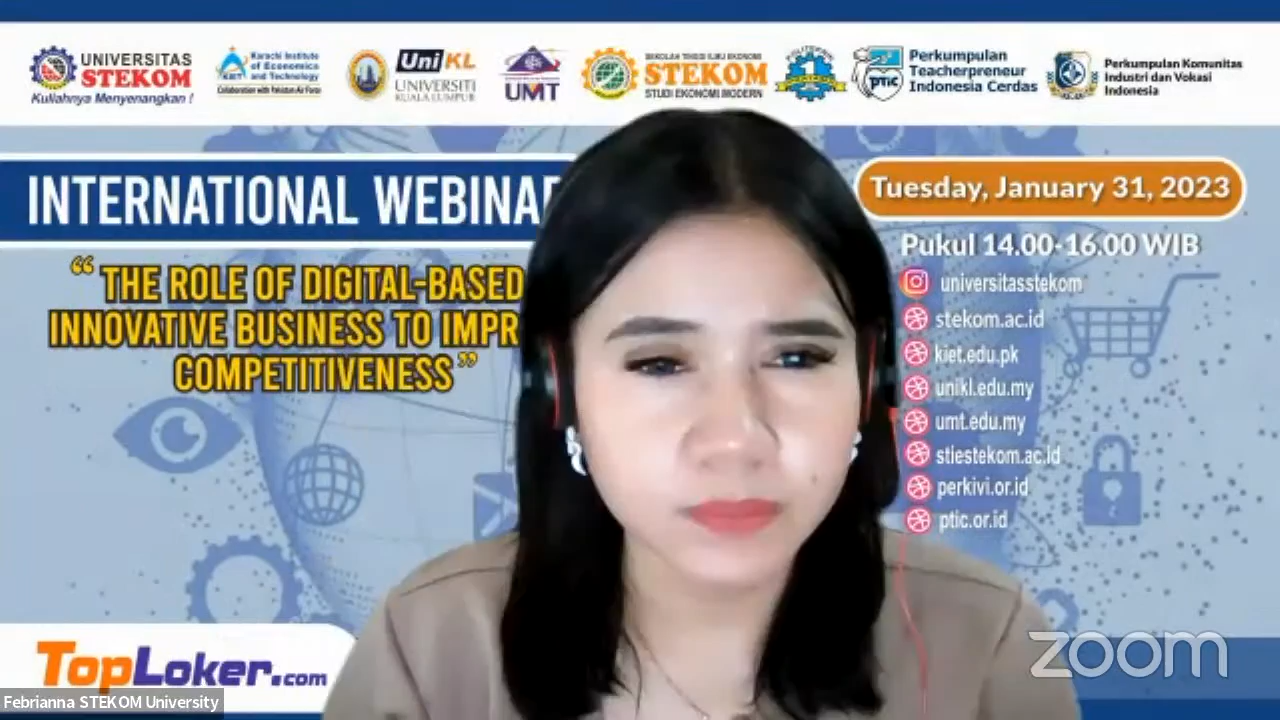 UNIVERSITAS
STEKOM
Kuliahnya Menyenangkan !
Karachi Institute
of Economics
and Technology
Collaboration with Pakistan Air Force
UniKL
UNIVERSITI
KUALA LUMPUR
UMT
SEKOLAH TINGGI ILMU EKONOMI
STEKOM
STUDI EKONOMI MODERN
1
PTIC
Perkumpulan
Teacherpreneur
Indonesia Cerdas
Perkumpulan Komunitas
Industri dan Vokasi
Indonesia
INTERNATIONAL WEBINA
“ THE ROLE OF DIGITAL-BASED
INNOVATIVE BUSINESS TO IMPR
COMPETITIVENESS ”
Tuesday, January 31, 2023
Pukul 14.00-16.00 WIB
universitasstekom
stekom.ac.id
kiet.edu.pk
unikl.edu.my
umt.edu.my
stiestekom.ac.id
perkivi.or.id
ptic.or.id
TopLoker.com
Febrianna STEKOM University
zoom